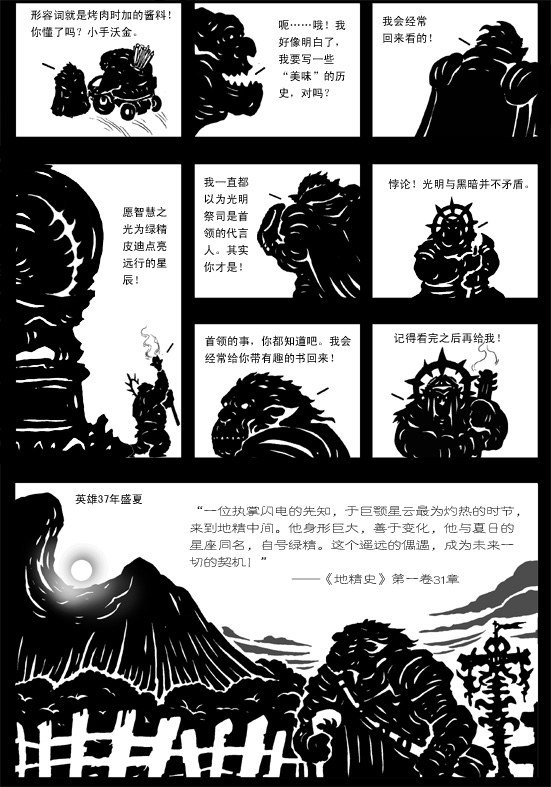 形容词就是烤肉时加的酱料！
你懂了吗？小手沃金。
呃……哦！我
好像明白了，
我要写一些
“美味”的历
史，对吗？
我会经常
回来看的！
愿智慧之
光为绿精
皮迪点亮
远行的星
辰！
我一直都
以为光明
祭司是首
领的代言
人。其实
你才是！
悖论！光明与黑暗并不矛盾。
首领的事，你都知道吧。我会
经常给你带有趣的书回来！
记得看完之后再给我！
英雄37年盛夏
“一位执掌闪电的先知，于巨颚星云最为灼热的时节，
来到地精中间。他身形巨大，善于变化，他与夏日的
星座同名，自号绿精。这个遥远的偶遇，成为未来一
切的契机！”
——《地精史》第一卷31章